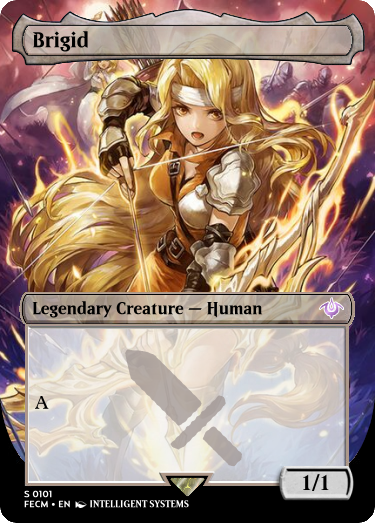 Brigid
Legendary Creature — Human
A
1/1
S 0101
FECM • EN INTELLIGENT SYSTEMS